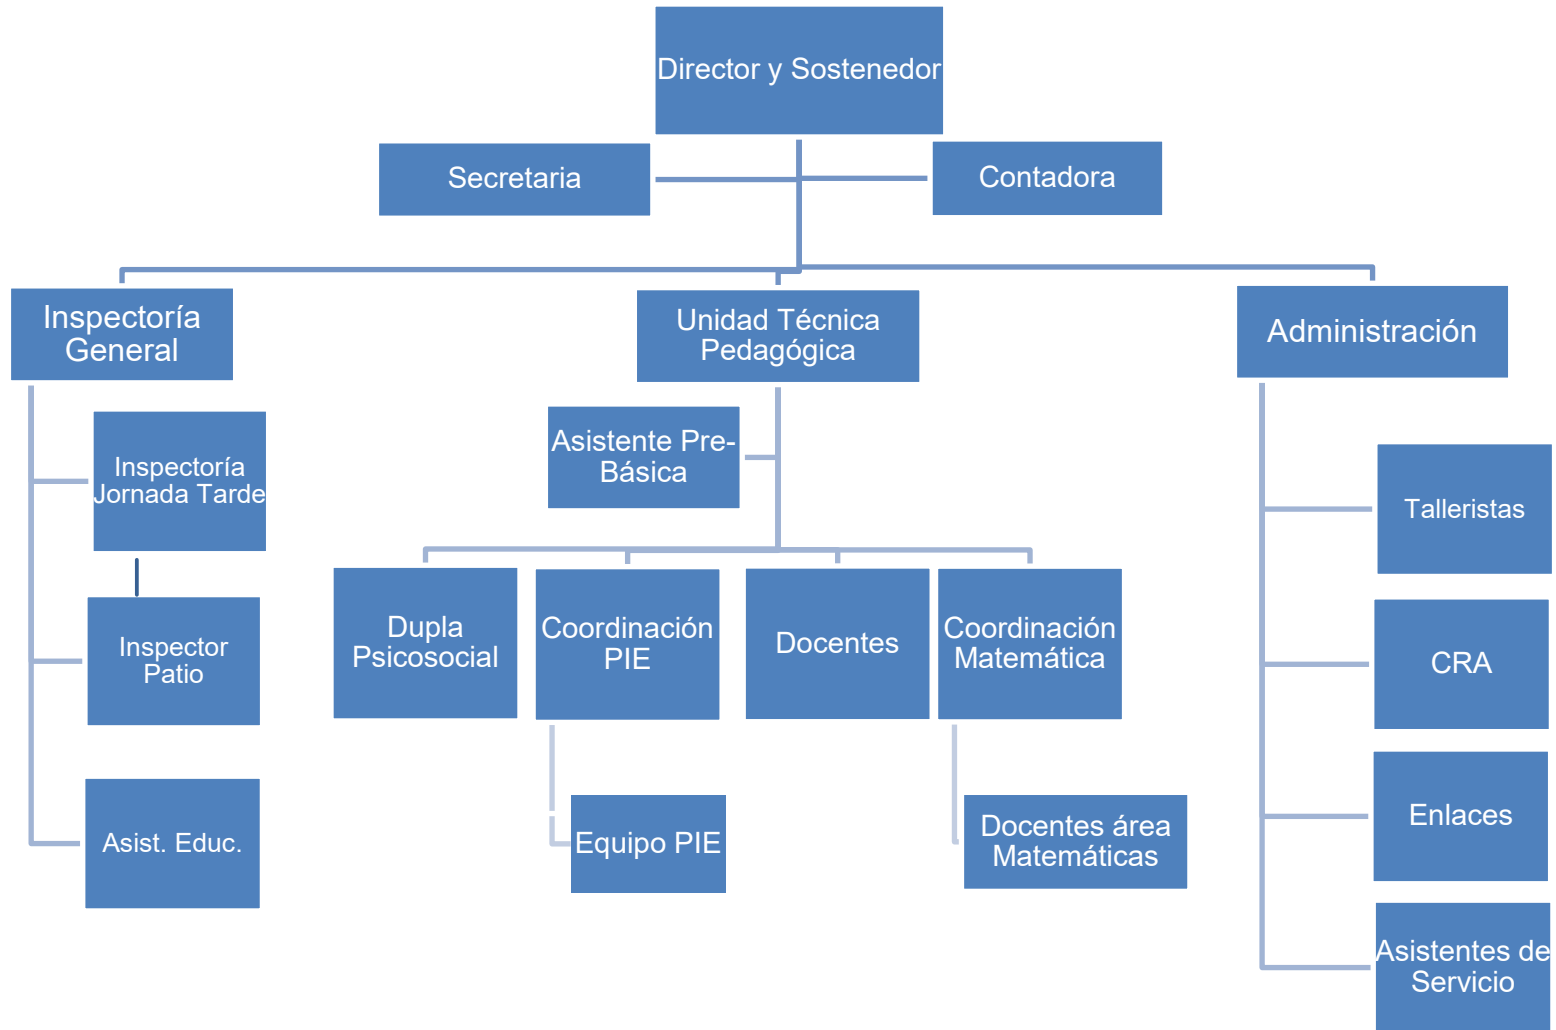 Director y Sostenedor
Secretaria
Contadora
Inspectoría
General
Unidad Técnica
Pedagógica
Administración
Inspectoría
Jornada Tarde
Inspector
Patio
Asist. Educ.
Asistente Pre-
Básica
Dupla
Psicosocial
Coordinación
PIE
Docentes
Coordinación
Matemática
Equipo PIE
Docentes área
Matemáticas
Talleristas
CRA
Enlaces
Asistentes de
Servicio